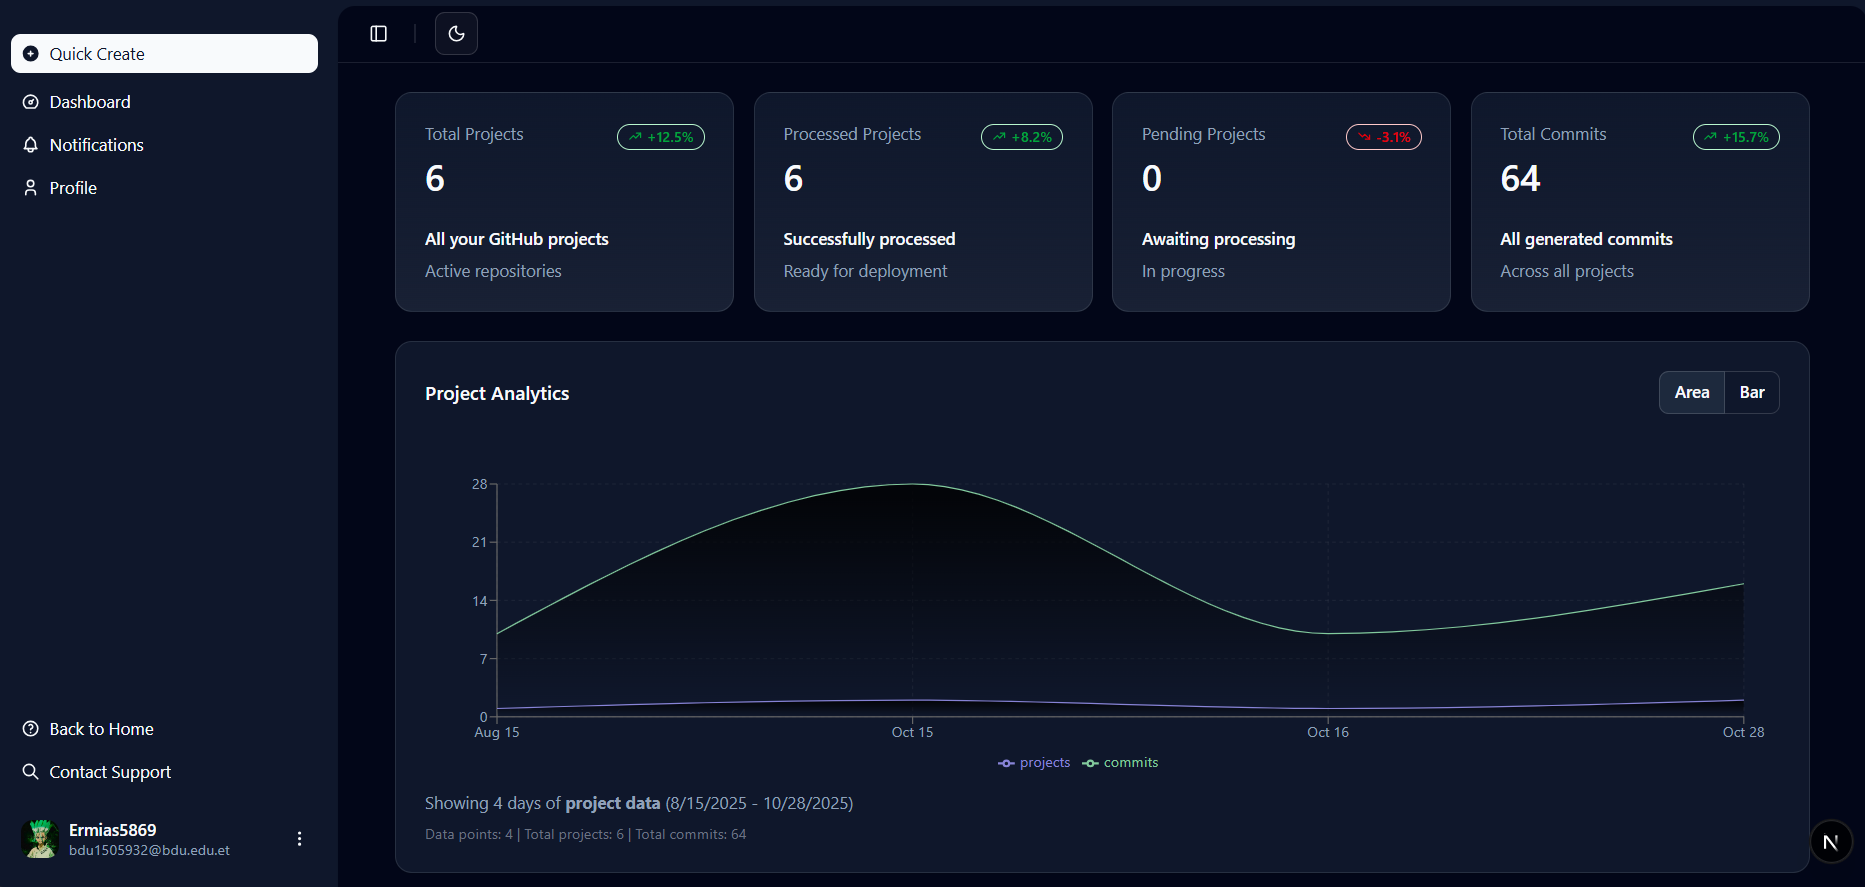 Quick Create
Dashboard
Notifications
Profile
Back to Home
Contact Support
Ermias5869
bdu1505932@bdu.edu.et
Total Projects
+12.5%
6
All your GitHub projects
Active repositories
Processed Projects
+8.2%
6
Successfully processed
Ready for deployment
Pending Projects
-3.1%
0
Awaiting processing
In progress
Total Commits
+15.7%
64
All generated commits
Across all projects
Project Analytics
Area Bar
28
21
14
7
0
Aug 15 Oct 15 Oct 16 Oct 28
projects commits
Showing 4 days of project data (8/15/2025 - 10/28/2025)
Data points: 4 | Total projects: 6 | Total commits: 64
N